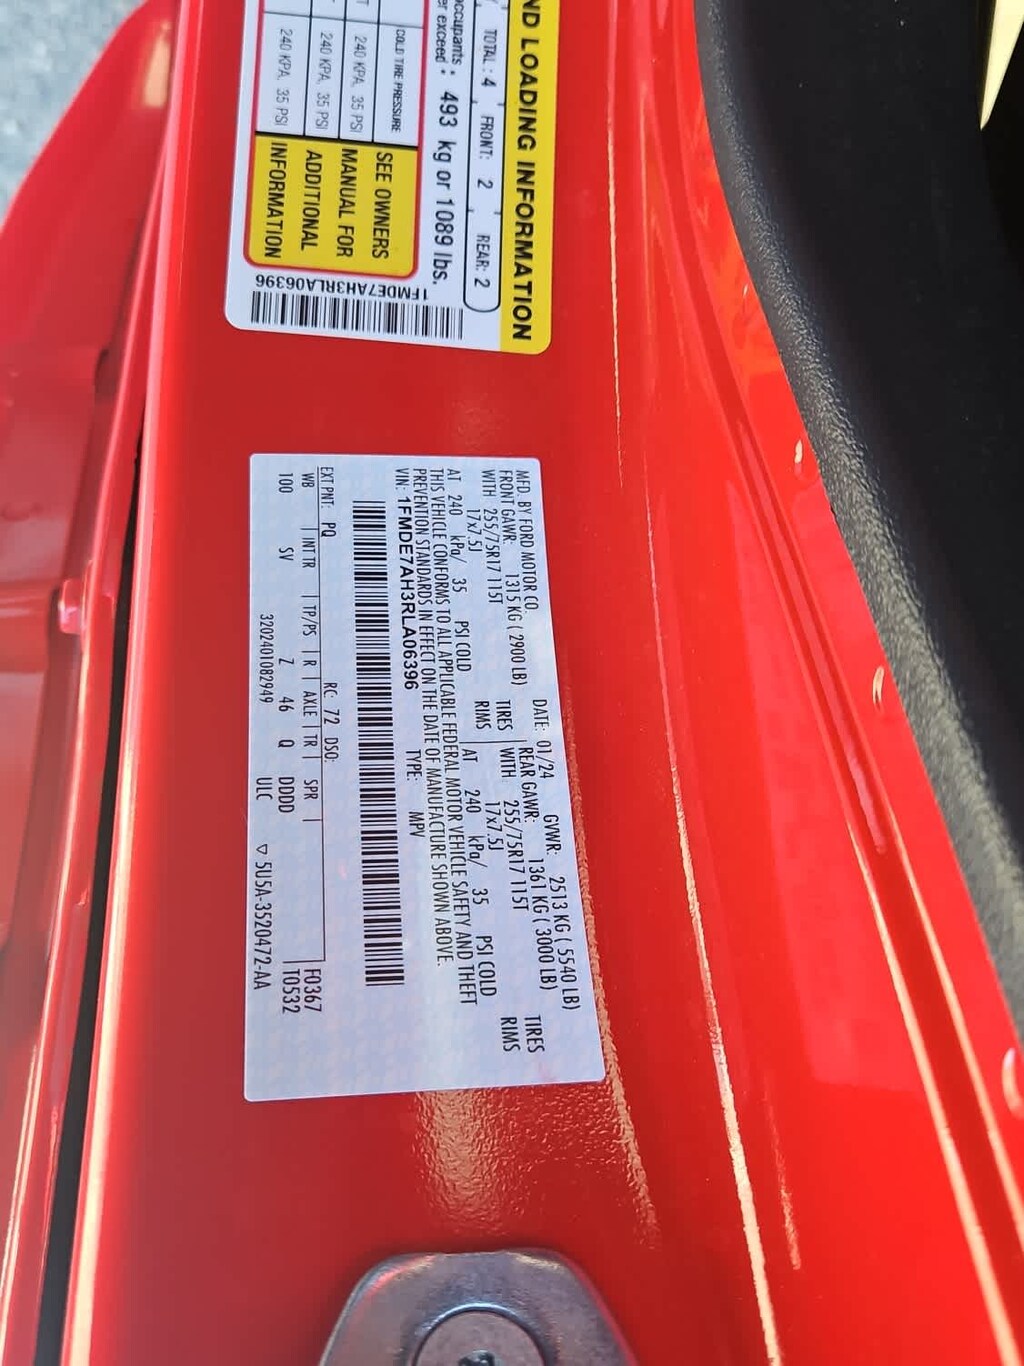 ND LOADING INFORMATION
TOTAL: 4 FRONT: 2 REAR: 2
occupants
er exceed : 493 kg or 1089 lbs.
COLD TIRE PRESSURE
240 KPA, 35 PSI
240 KPA, 35 PSI
240 KPA, 35 PSI
SEE OWNERS
MANUAL FOR
ADDITIONAL
INFORMATION
1FMDE7AH3RLA06396
MFD. BY FORD MOTOR CO. DATE: 01/24 GVWR: 2513 KG ( 5540 LB)
FRONT GAWR: 1315 KG ( 2900 LB) REAR GAWR: 1361 KG ( 3000 LB)
WITH 255/75R17 115T TIRES WITH 255/75R17 115T TIRES
17x7.5J RIMS 17x7.5J RIMS
AT 240 kPa/ 35 PSI COLD AT 240 kPa/ 35 PSI COLD
THIS VEHICLE CONFORMS TO ALL APPLICABLE FEDERAL MOTOR VEHICLE SAFETY AND THEFT
PREVENTION STANDARDS IN EFFECT ON THE DATE OF MANUFACTURE SHOWN ABOVE.
VIN: 1FMDE7AH3RLA06396 TYPE: MPV
EXT PNT: PQ RC: 72 DSO: F0367
WB INT TR TP/PS R AXLE TR SPR T0532
100 SV Z 46 Q DDDD
3202401082949 ULC ▽ 5U5A-3520472-AA